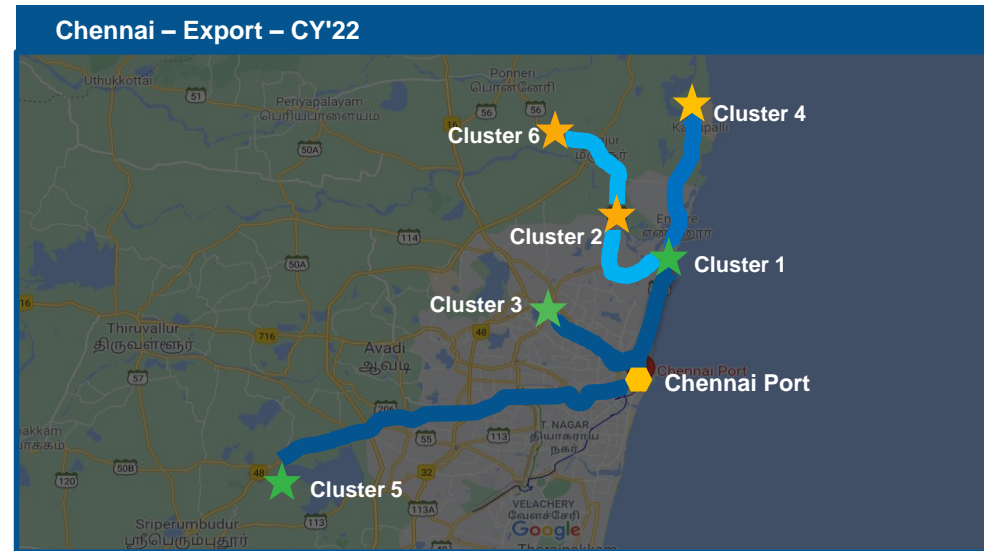 Chennai – Export – CY'22
Uthukkottai
51
Periyapalayam
பெரியபாளையம்
Ponneri
பொன்னேரி
56
56
16
Cluster 4
Cluster 6
50A
Cluster 2
114
Cluster 1
50A
16
Cluster 3
Thiruvallur
திருவள்ளூர்
716
48
Avadi
ஆவடி
57
Chennai Port
Chennai Port
206
T. NAGAR
தியாகராய
நகர்
55
113
50B
48
32
120
Cluster 5
113A
VELACHERY
வேளச்சேரி
Sriperumbudur
ஸ்ரீபெரும்புதூர்
113
Google